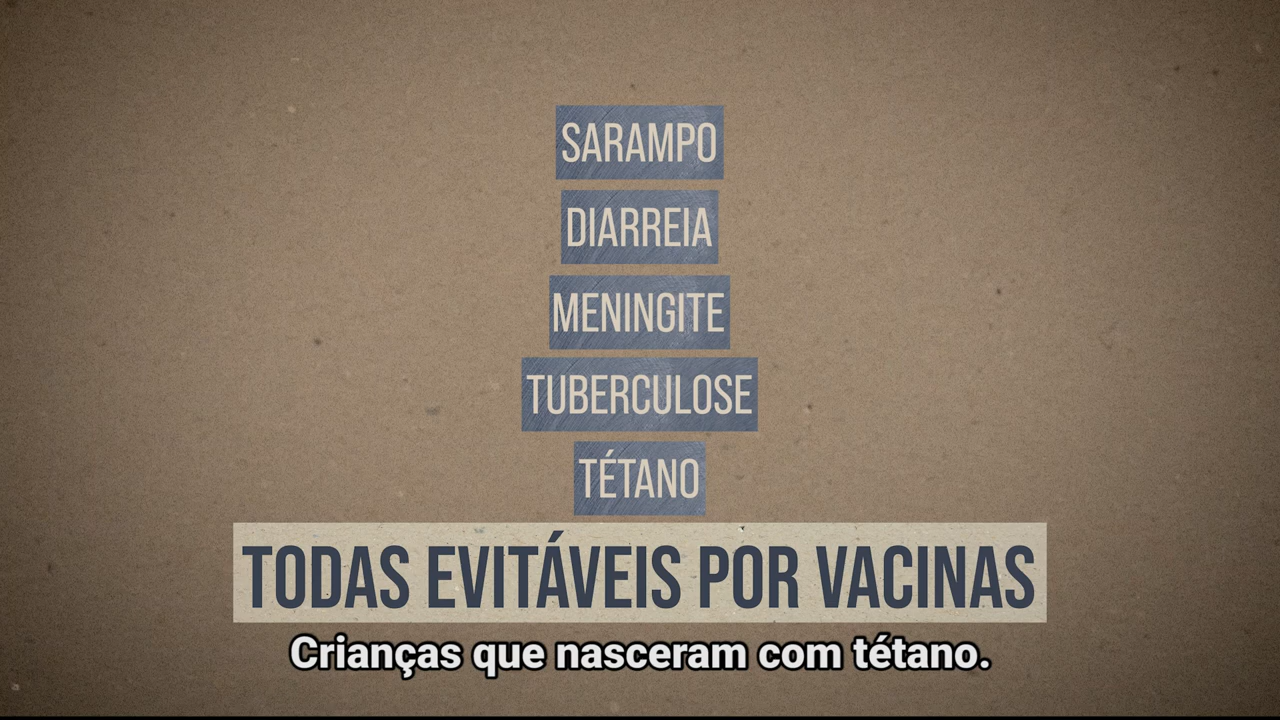 SARAMPO
DIARREIA
MENINGITE
TUBERCULOSE
TÉTANO
TODAS EVITÁVEIS POR VACINAS
Crianças que nasceram com tétano.